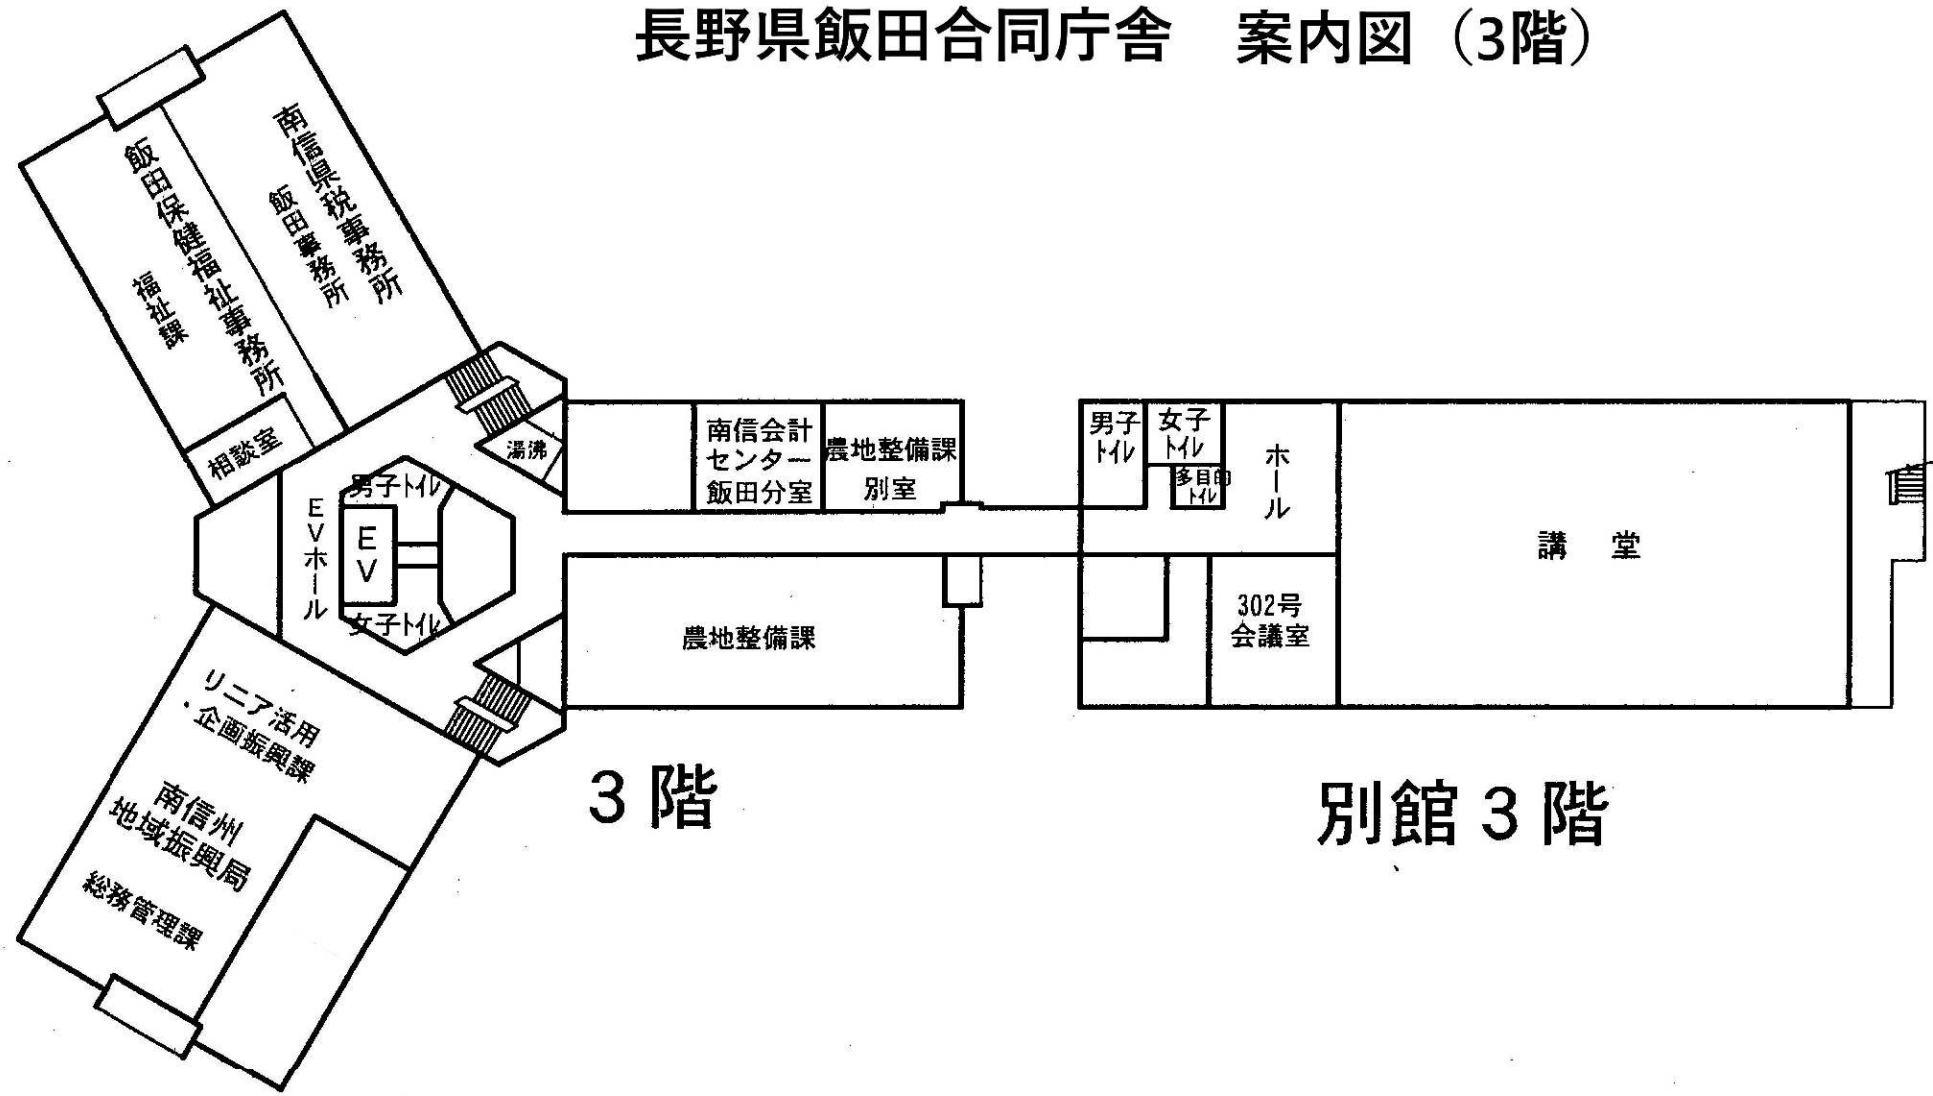 長野県飯田合同庁舎 案内図(3階)
南信県税事務所
飯田事務所
飯田保健福祉事務所
福祉課
相談室
湯沸
男子トイレ
EV
EVホール
女子トイレ
南信会計
センター
飯田分室
農地整備課
別室
農地整備課
男子
トイレ
女子
トイレ
多目的
トイレ
ホール
302号
会議室
講 堂
リニア活用
・企画振興課
南信州
地域振興局
総務管理課
3階
別館3階